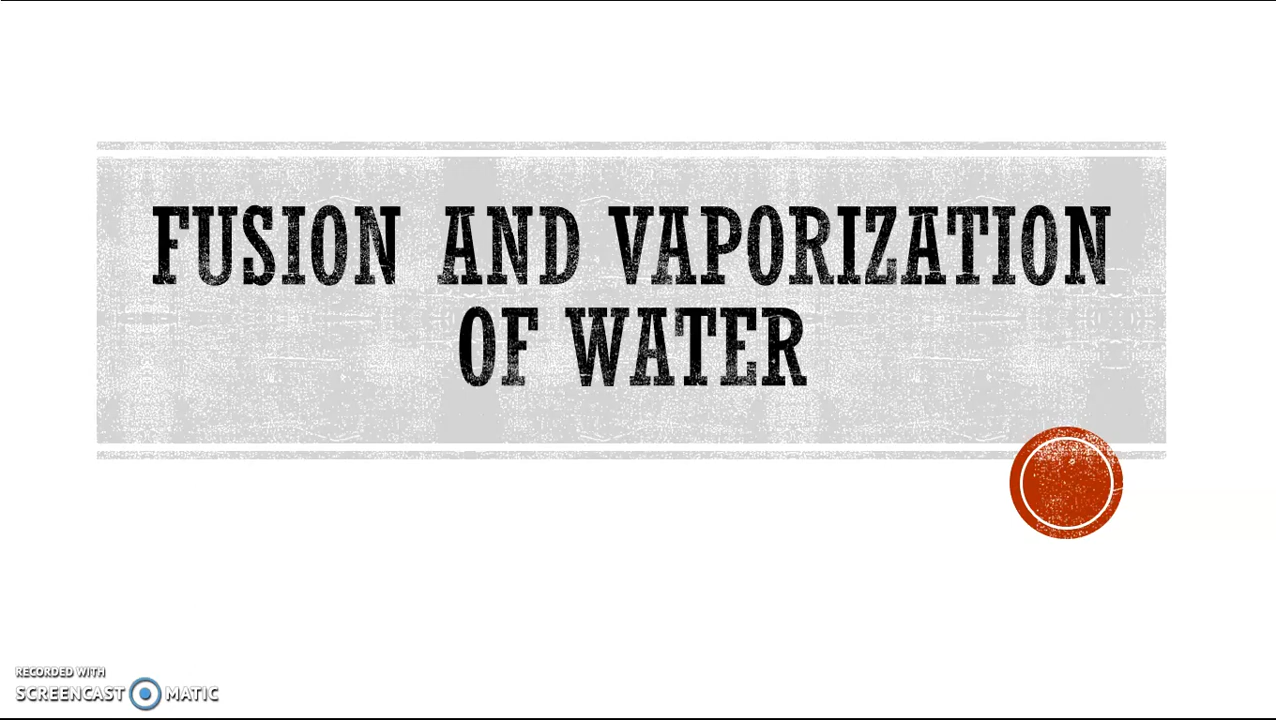 FUSION AND VAPORIZATION
OF WATER
RECORDED WITH
SCREENCAST MATIC